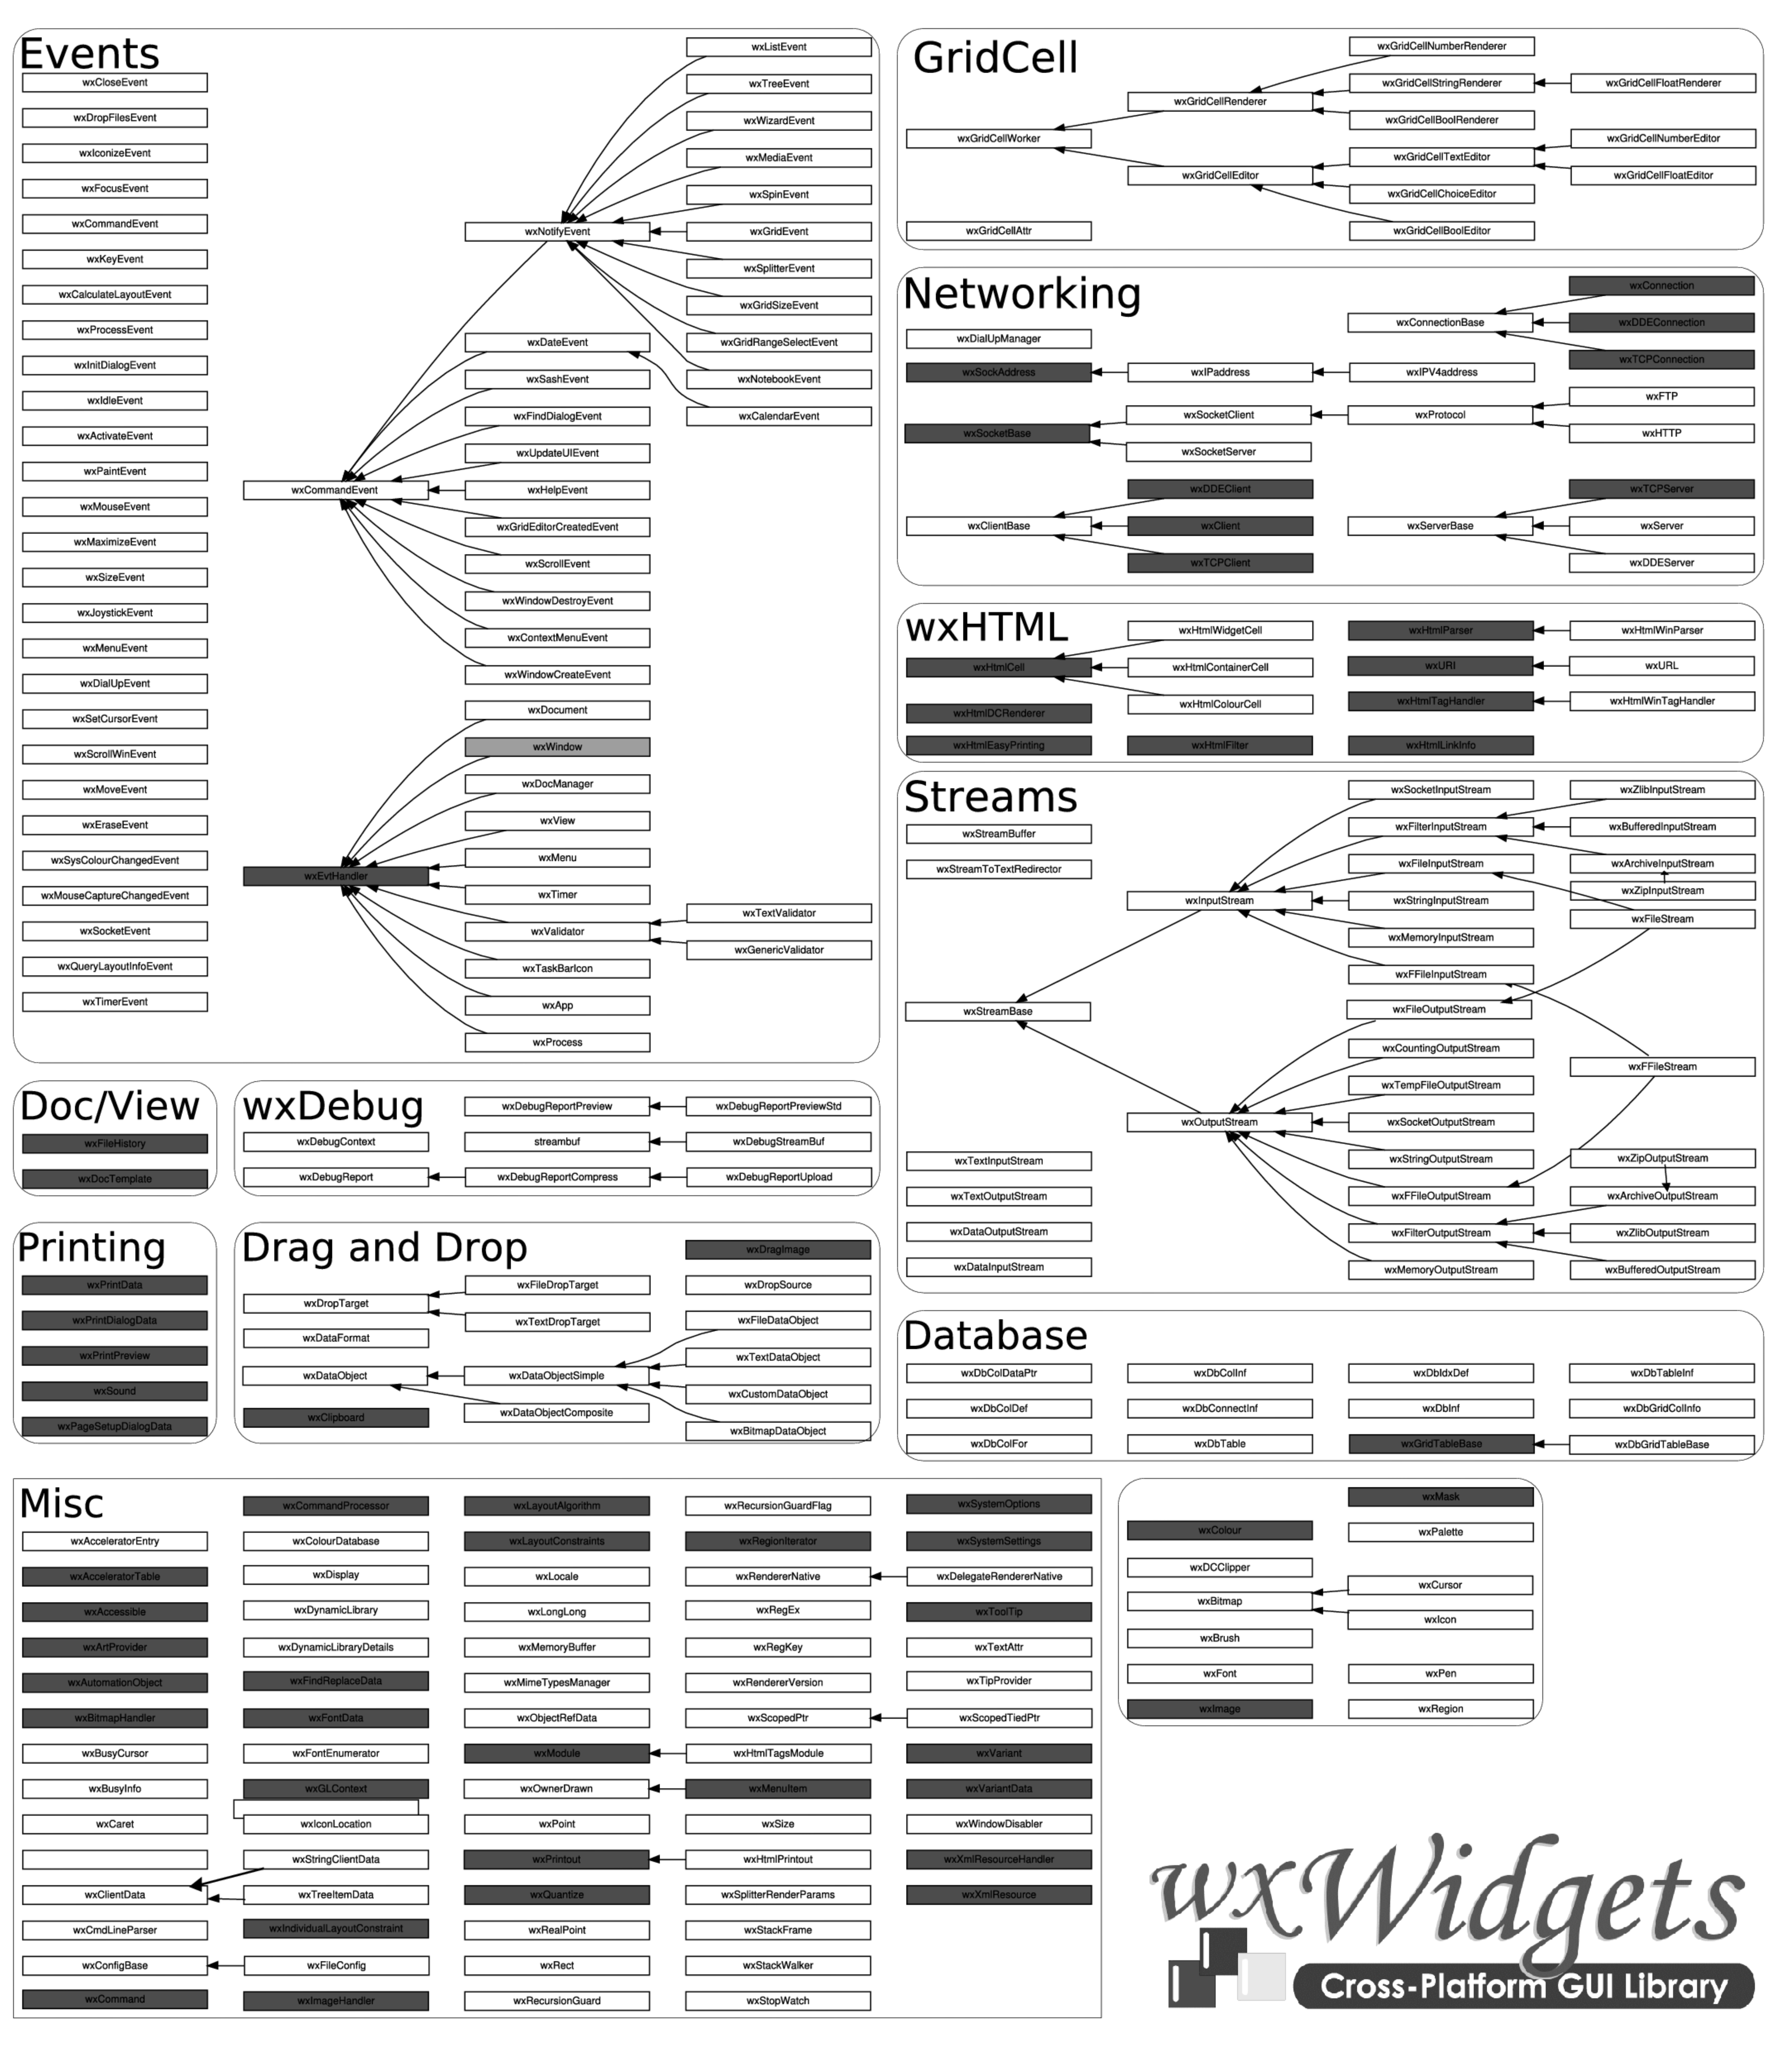 Events
wxCloseEvent
wxDropFilesEvent
wxIconizeEvent
wxFocusEvent
wxCommandEvent
wxKeyEvent
wxCalculateLayoutEvent
wxProcessEvent
wxInitDialogEvent
wxIdleEvent
wxActivateEvent
wxPaintEvent
wxMouseEvent
wxMaximizeEvent
wxSizeEvent
wxJoystickEvent
wxMenuEvent
wxDialUpEvent
wxSetCursorEvent
wxScrollWinEvent
wxMoveEvent
wxEraseEvent
wxSysColourChangedEvent
wxMouseCaptureChangedEvent
wxSocketEvent
wxQueryLayoutInfoEvent
wxTimerEvent
wxCommandEvent
wxEvtHandler
wxNotifyEvent
wxDateEvent
wxSashEvent
wxFindDialogEvent
wxUpdateUIEvent
wxHelpEvent
wxGridEditorCreatedEvent
wxScrollEvent
wxWindowDestroyEvent
wxContextMenuEvent
wxWindowCreateEvent
wxDocument
wxWindow
wxDocManager
wxView
wxMenu
wxTimer
wxValidator
wxTaskBarIcon
wxApp
wxProcess
wxListEvent
wxTreeEvent
wxWizardEvent
wxMediaEvent
wxSpinEvent
wxGridEvent
wxSplitterEvent
wxGridSizeEvent
wxGridRangeSelectEvent
wxNotebookEvent
wxCalendarEvent
wxTextValidator
wxGenericValidator
GridCell
wxGridCellWorker
wxGridCellAttr
wxGridCellRenderer
wxGridCellEditor
wxGridCellNumberRenderer
wxGridCellStringRenderer
wxGridCellBoolRenderer
wxGridCellTextEditor
wxGridCellChoiceEditor
wxGridCellBoolEditor
wxGridCellFloatRenderer
wxGridCellNumberEditor
wxGridCellFloatEditor
Networking
wxDialUpManager
wxSockAddress
wxSocketBase
wxClientBase
wxIPaddress
wxSocketClient
wxSocketServer
wxDDEClient
wxClient
wxTCPClient
wxConnectionBase
wxIPV4address
wxProtocol
wxServerBase
wxConnection
wxDDEConnection
wxTCPConnection
wxFTP
wxHTTP
wxTCPServer
wxServer
wxDDEServer
wxHTML
wxHtmlCell
wxHtmlDCRenderer
wxHtmlEasyPrinting
wxHtmlWidgetCell
wxHtmlContainerCell
wxHtmlColourCell
wxHtmlFilter
wxHtmlParser
wxURI
wxHtmlTagHandler
wxHtmlLinkInfo
wxHtmlWinParser
wxURL
wxHtmlWinTagHandler
Streams
wxStreamBuffer
wxStreamToTextRedirector
wxStreamBase
wxTextInputStream
wxTextOutputStream
wxDataOutputStream
wxDataInputStream
wxInputStream
wxOutputStream
wxSocketInputStream
wxFilterInputStream
wxFileInputStream
wxStringInputStream
wxMemoryInputStream
wxFFileInputStream
wxFileOutputStream
wxCountingOutputStream
wxTempFileOutputStream
wxSocketOutputStream
wxStringOutputStream
wxFFileOutputStream
wxFilterOutputStream
wxMemoryOutputStream
wxZlibInputStream
wxBufferedInputStream
wxArchiveInputStream
wxZipInputStream
wxFileStream
wxFFileStream
wxZipOutputStream
wxArchiveOutputStream
wxZlibOutputStream
wxBufferedOutputStream
Doc/View
wxFileHistory
wxDocTemplate
wxDebug
wxDebugContext
wxDebugReport
wxDebugReportPreview
streambuf
wxDebugReportCompress
wxDebugReportPreviewStd
wxDebugStreamBuf
wxDebugReportUpload
Printing
wxPrintData
wxPrintDialogData
wxPrintPreview
wxSound
wxPageSetupDialogData
Drag and Drop
wxDropTarget
wxDataFormat
wxDataObject
wxClipboard
wxFileDropTarget
wxTextDropTarget
wxDataObjectSimple
wxDataObjectComposite
wxDragImage
wxDropSource
wxFileDataObject
wxTextDataObject
wxCustomDataObject
wxBitmapDataObject
Database
wxDbColDataPtr
wxDbColDef
wxDbColFor
wxDbColInf
wxDbConnectInf
wxDbTable
wxDbIdxDef
wxDbInf
wxGridTableBase
wxDbTableInf
wxDbGridColInfo
wxDbGridTableBase
Misc
wxAcceleratorEntry
wxAcceleratorTable
wxAccessible
wxArtProvider
wxAutomationObject
wxBitmapHandler
wxBusyCursor
wxBusyInfo
wxCaret
wxClientData
wxCmdLineParser
wxConfigBase
wxCommand
wxCommandProcessor
wxColourDatabase
wxDisplay
wxDynamicLibrary
wxDynamicLibraryDetails
wxFindReplaceData
wxFontData
wxFontEnumerator
wxGLContext
wxIconLocation
wxStringClientData
wxTreeItemData
wxIndividualLayoutConstraint
wxFileConfig
wxImageHandler
wxLayoutAlgorithm
wxLayoutConstraints
wxLocale
wxLongLong
wxMemoryBuffer
wxMimeTypesManager
wxObjectRefData
wxModule
wxOwnerDrawn
wxPoint
wxPrintout
wxQuantize
wxRealPoint
wxRect
wxRecursionGuard
wxRecursionGuardFlag
wxRegionIterator
wxRendererNative
wxRegEx
wxRegKey
wxRendererVersion
wxScopedPtr
wxHtmlTagsModule
wxMenuItem
wxSize
wxHtmlPrintout
wxSplitterRenderParams
wxStackFrame
wxStackWalker
wxStopWatch
wxSystemOptions
wxSystemSettings
wxDelegateRendererNative
wxToolTip
wxTextAttr
wxTipProvider
wxScopedTiedPtr
wxVariant
wxVariantData
wxWindowDisabler
wxXmlResourceHandler
wxXmlResource
wxColour
wxDCClipper
wxBitmap
wxBrush
wxFont
wxImage
wxMask
wxPalette
wxCursor
wxIcon
wxPen
wxRegion
wxWidgets
Cross-Platform GUI Library